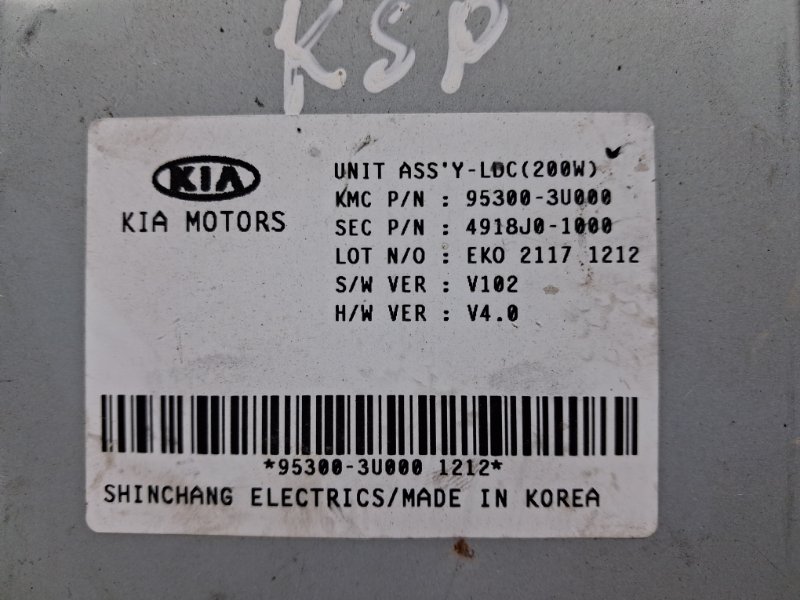 KSP
KIA
KIA MOTORS
UNIT ASS'Y-LDC(200W)
KMC P/N : 95300-3U000
SEC P/N : 4918J0-1000
LOT N/O : EKO 2117 1212
S/W VER : V102
H/W VER : V4.0
*95300-3U000 1212*
SHINCHANG ELECTRICS/MADE IN KOREA